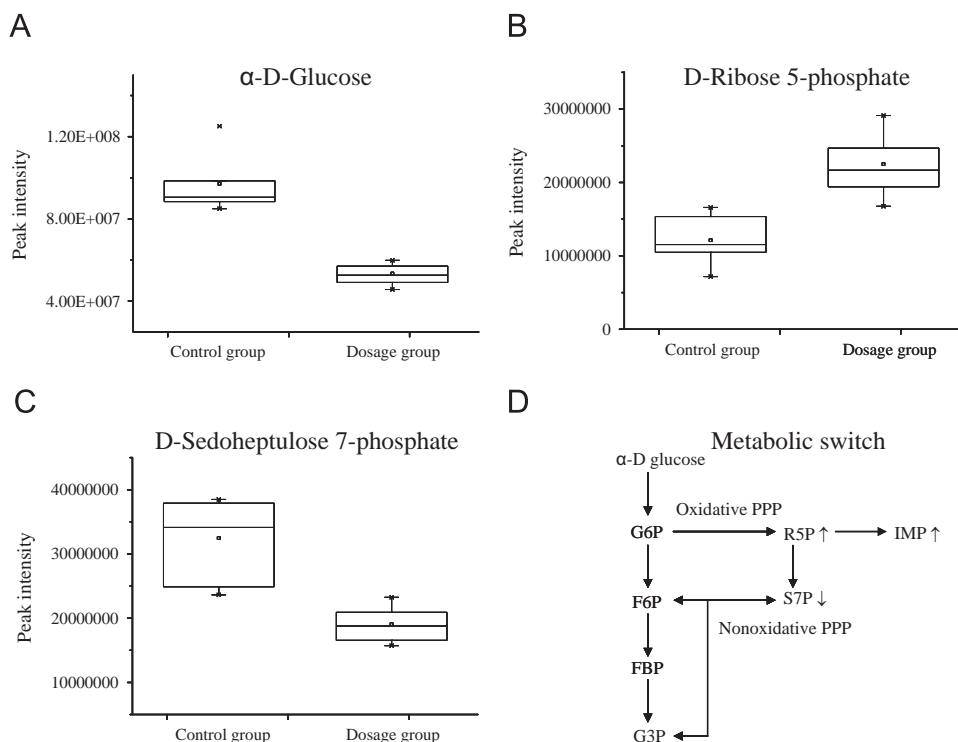 A
α-D-Glucose
1.20E+008
8.00E+007
4.00E+007
Peak intensity
Control group
Dosage group
B
D-Ribose 5-phosphate
30000000
20000000
10000000
0
Peak intensity
Control group
Dosage group
C
D-Sedoheptulose 7-phosphate
40000000
30000000
20000000
10000000
Peak intensity
Control group
Dosage group
D
Metabolic switch
α-D glucose
Oxidative PPP
G6P R5P ↑ IMP ↑
F6P S7P ↓
Nonoxidative PPP
FBP
G3P